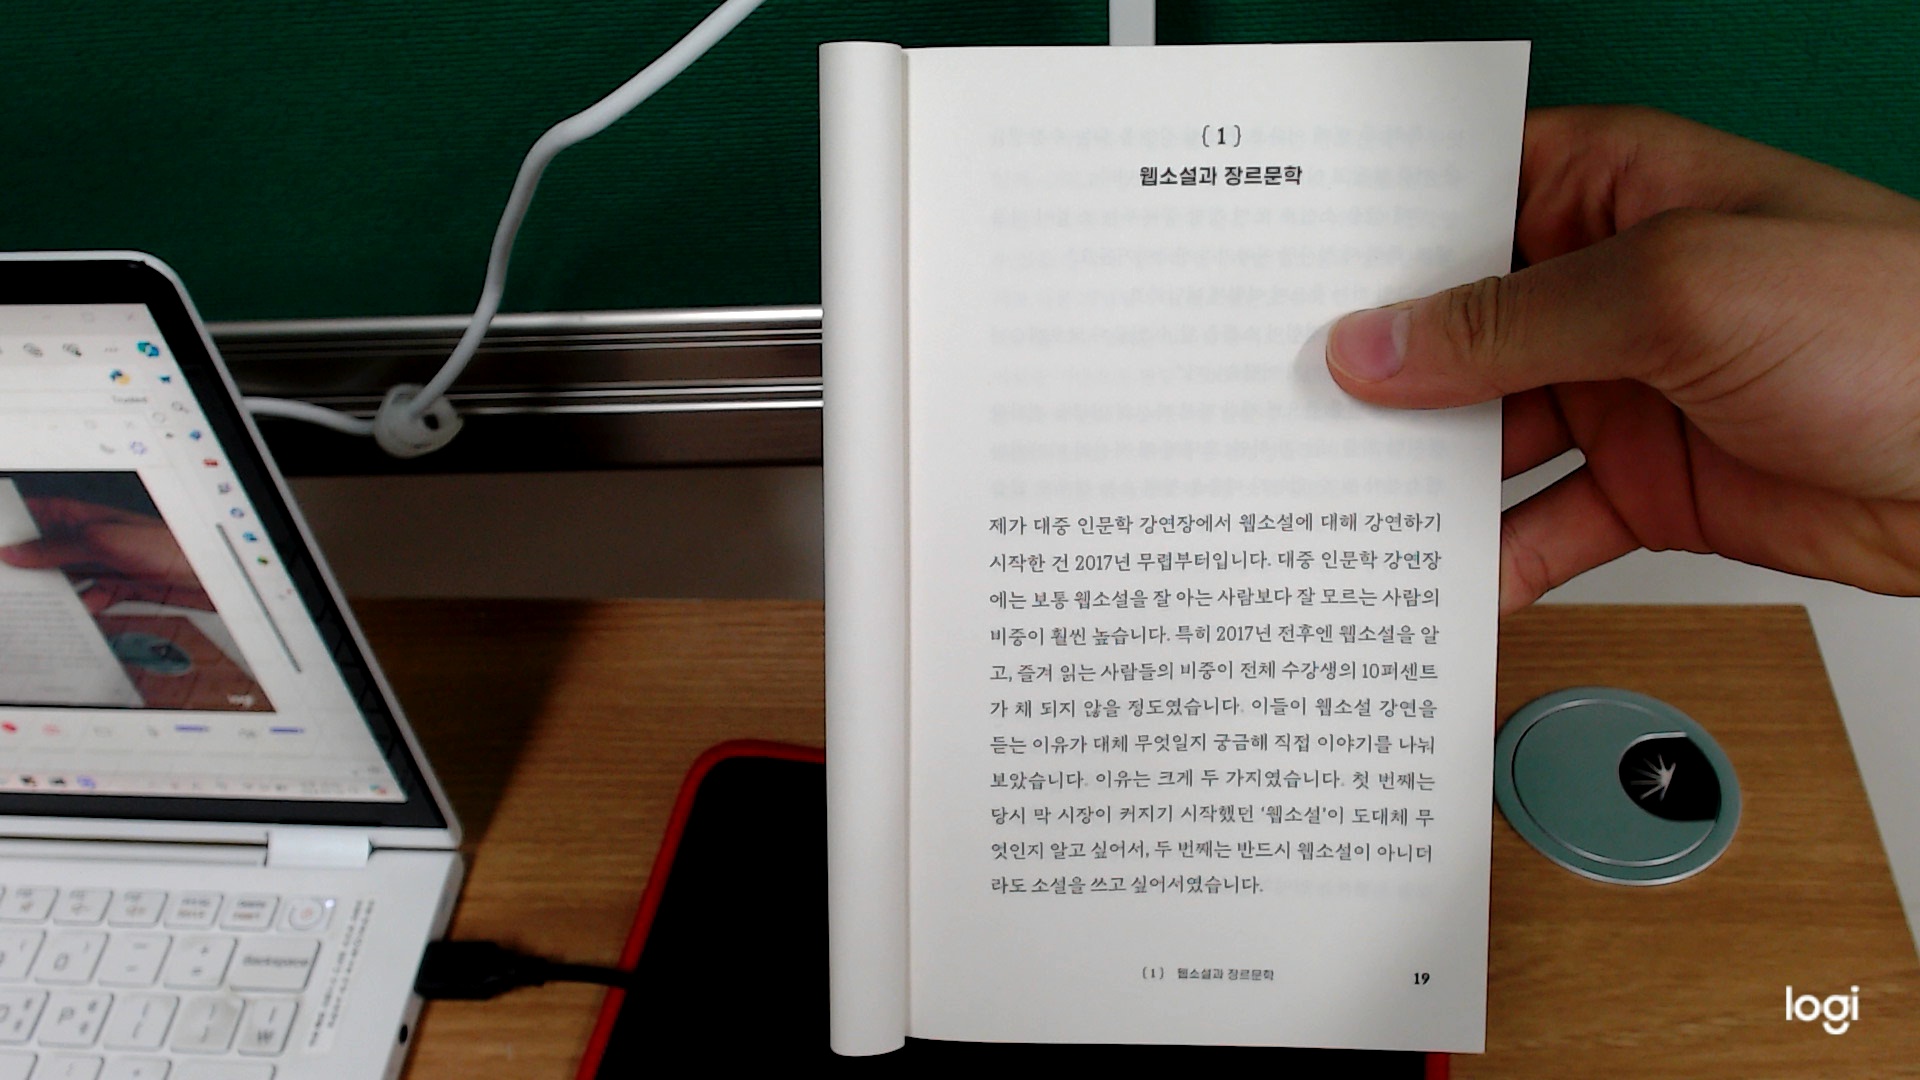 {1}
웹소설과 장르문학
제가 대중 인문학 강연장에서 웹소설에 대해 강연하기
시작한 건 2017년 무렵부터입니다. 대중 인문학 강연장
에는 보통 웹소설을 잘 아는 사람보다 잘 모르는 사람의
비중이 훨씬 높습니다. 특히 2017년 전후엔 웹소설을 알
고, 즐겨 읽는 사람들의 비중이 전체 수강생의 10퍼센트
가 채 되지 않을 정도였습니다. 이들이 웹소설 강연을
듣는 이유가 대체 무엇일지 궁금해 직접 이야기를 나눠
보았습니다. 이유는 크게 두 가지였습니다. 첫 번째는
당시 막 시장이 커지기 시작했던 ‘웹소설’이 도대체 무
엇인지 알고 싶어서, 두 번째는 반드시 웹소설이 아니더
라도 소설을 쓰고 싶어서였습니다.
{1} 웹소설과 장르문학
19
Backspace
P
logi